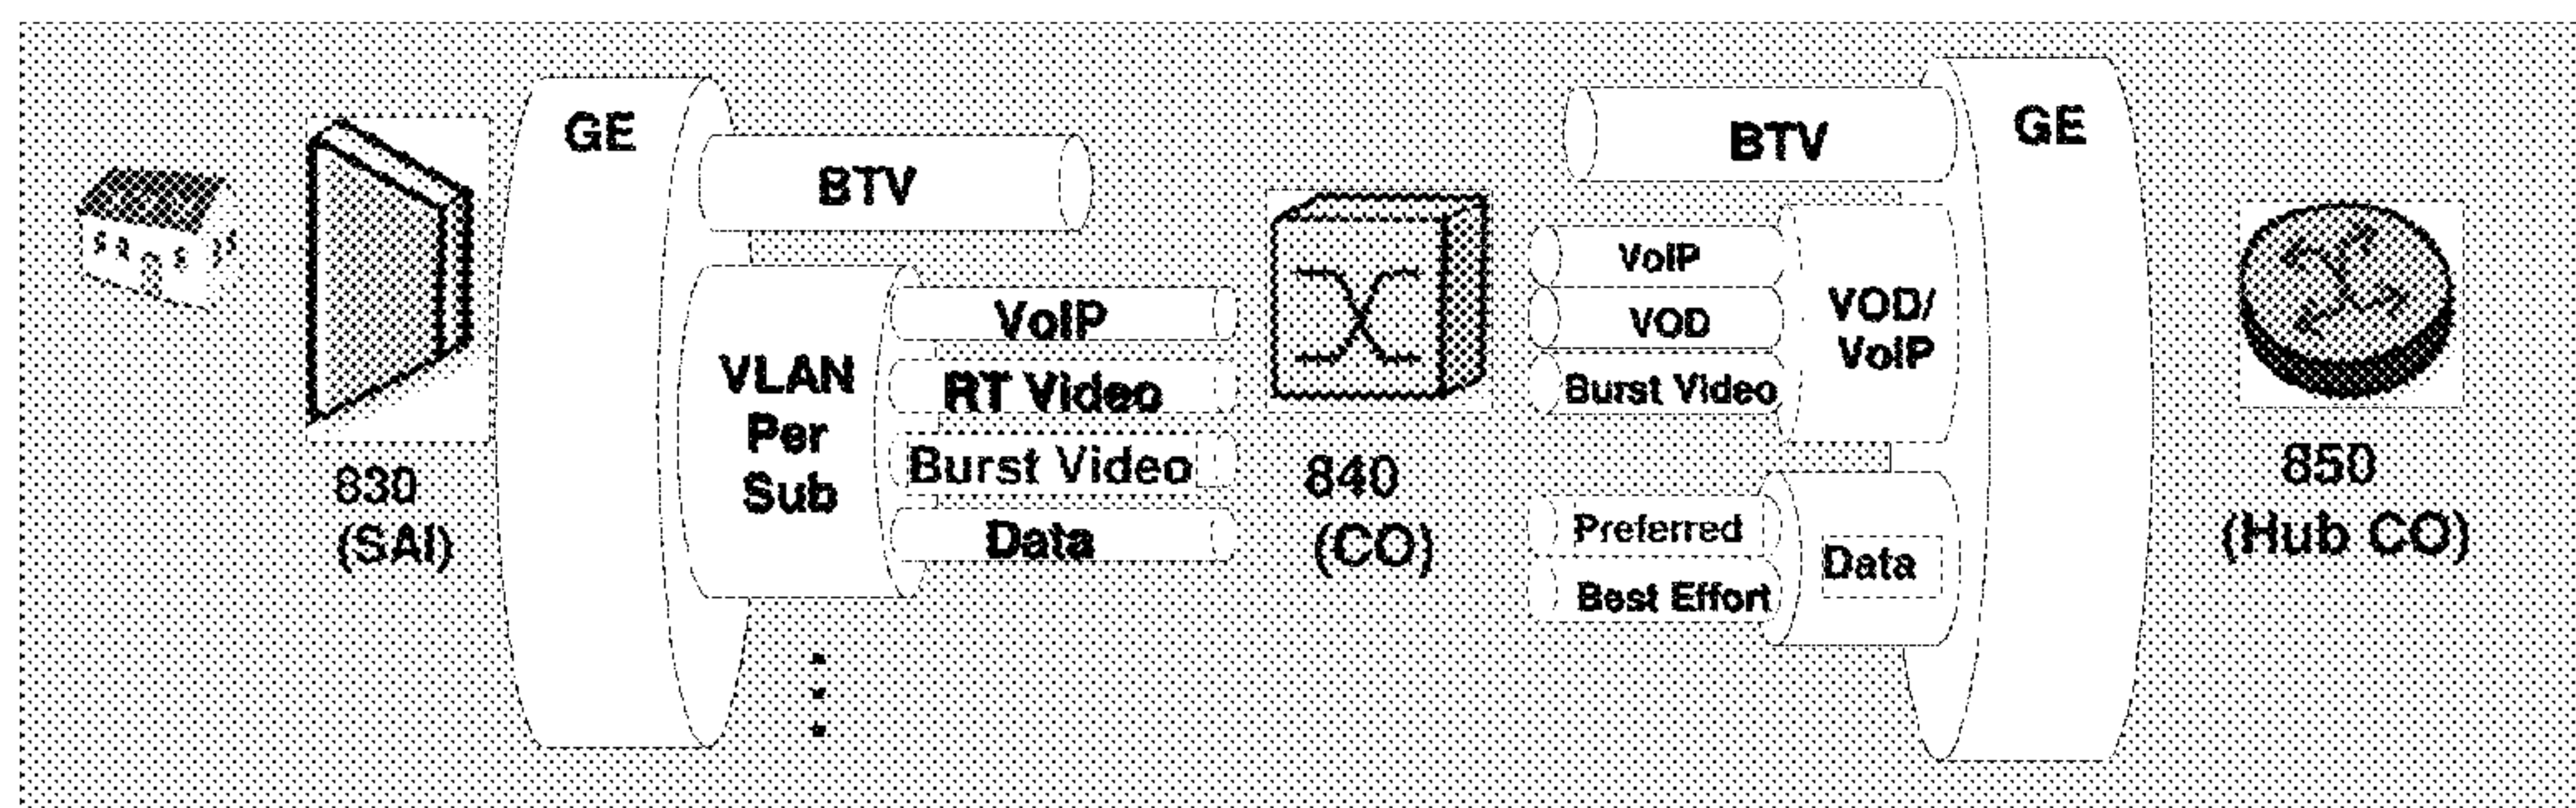 GE
BTV
VLAN
Per
Sub
VoIP
RT Video
Burst Video
Data
830
(SAI)
840
(CO)
BTV
VoIP
VOD
Burst Video
VOD/
VoIP
Preferred
Best Effort
Data
GE
850
(Hub CO)